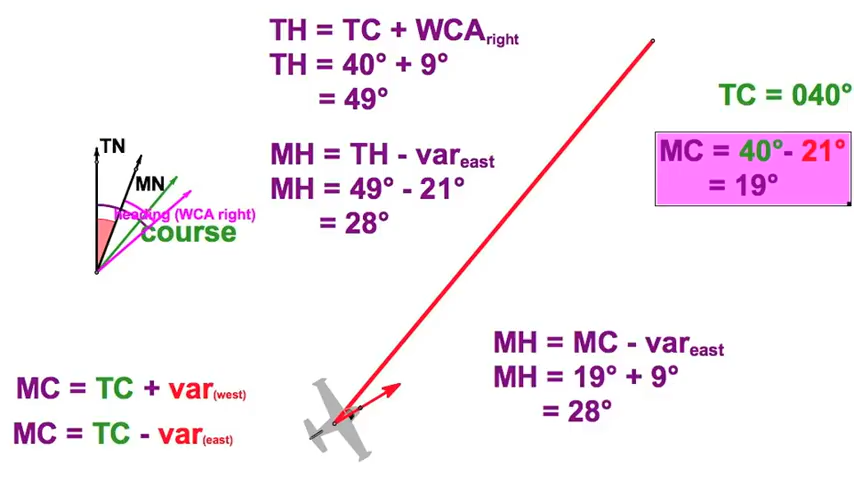 TH = TC + WCAright
TH = 40° + 9°
= 49°
TC = 040°
MC = 40°- 21°
= 19°
MH = TH - vareast
MH = 49° - 21°
= 28°
TN
MN
heading (WCA right)
course
MH = MC - vareast
MH = 19° + 9°
= 28°
MC = TC + var(west)
MC = TC - var(east)